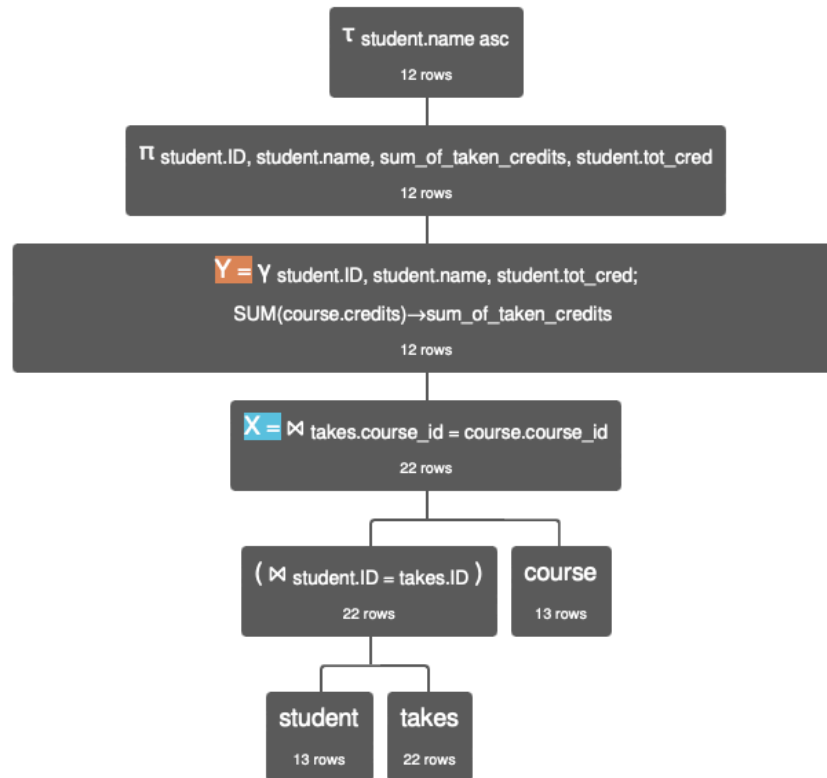 τ student.name asc
12 rows
π student.ID, student.name, sum_of_taken_credits, student.tot_cred
12 rows
Y = γ student.ID, student.name, student.tot_cred;
SUM(course.credits)→sum_of_taken_credits
12 rows
X = ⋈ takes.course_id = course.course_id
22 rows
( ⋈ student.ID = takes.ID )
22 rows
course
13 rows
student
13 rows
takes
22 rows